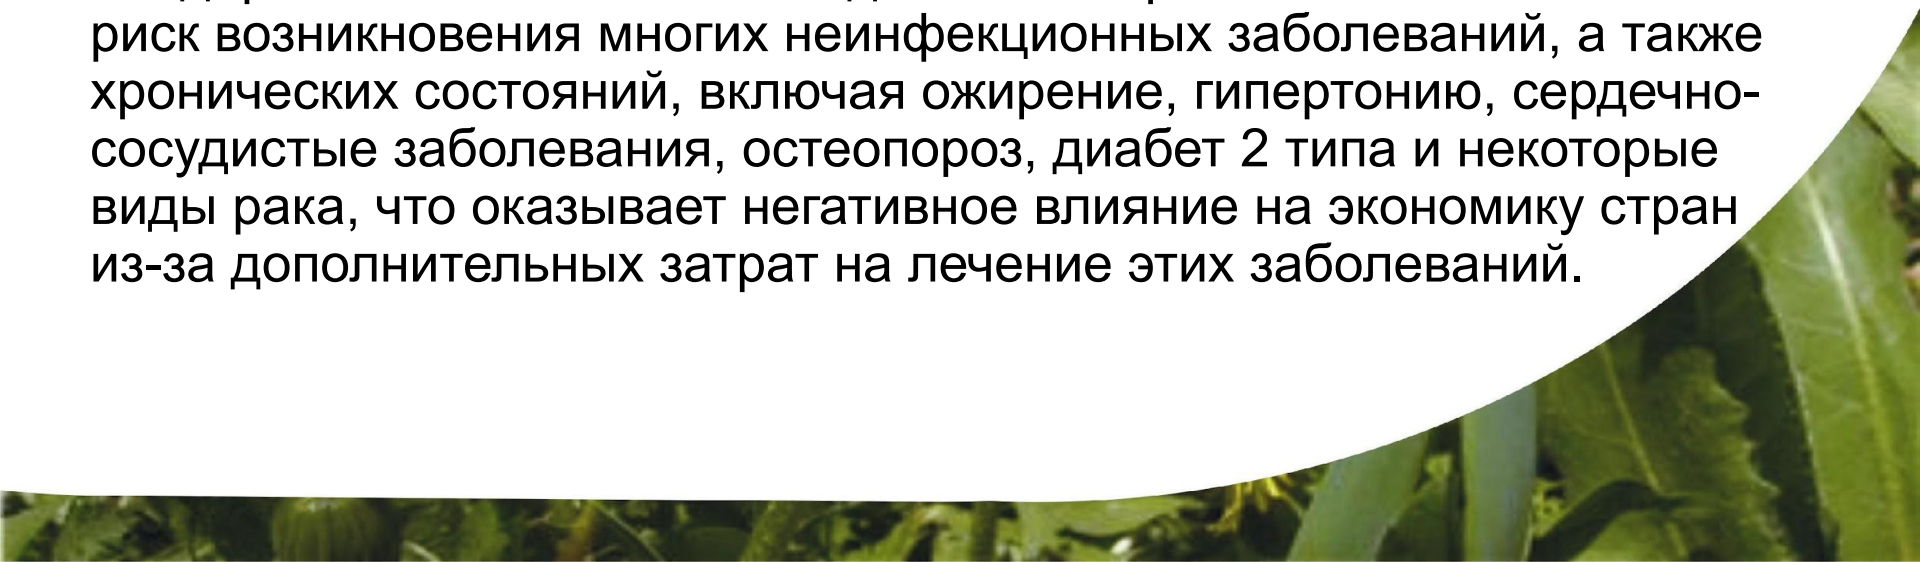 риск возникновения многих неинфекционных заболеваний, а также
хронических состояний, включая ожирение, гипертонию, сердечно-
сосудистые заболевания, остеопороз, диабет 2 типа и некоторые
виды рака, что оказывает негативное влияние на экономику стран
из-за дополнительных затрат на лечение этих заболеваний.